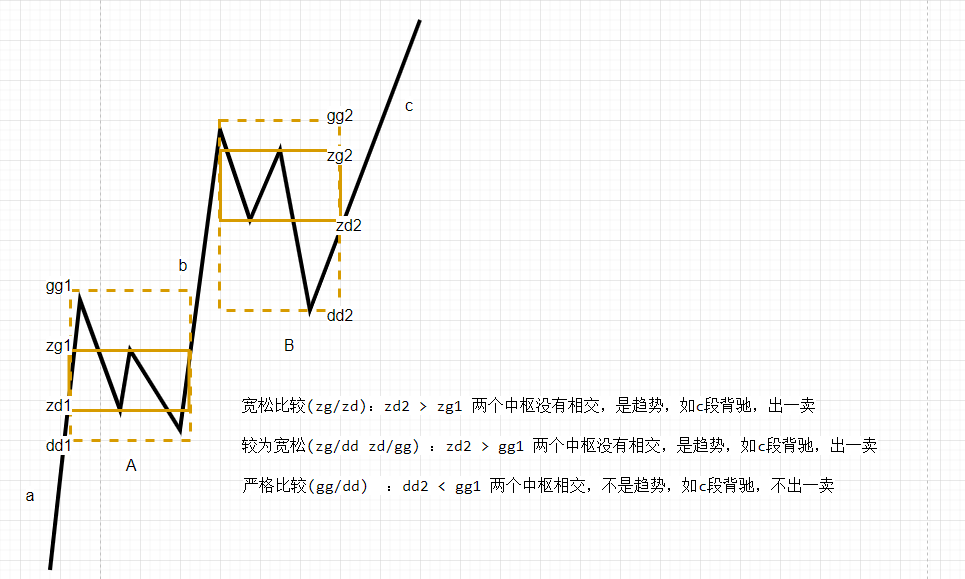 c
gg2
zg2
zd2
b
gg1
dd2
zg1
B
zd1
宽松比较(zg/zd)：zd2 > zg1 两个中枢没有相交，是趋势，如c段背驰，出一卖
dd1
较为宽松(zg/dd zd/gg) ：zd2 > gg1 两个中枢没有相交，是趋势，如c段背驰，出一卖
A
严格比较(gg/dd) ：dd2 < gg1 两个中枢相交，不是趋势，如c段背驰，不出一卖
a